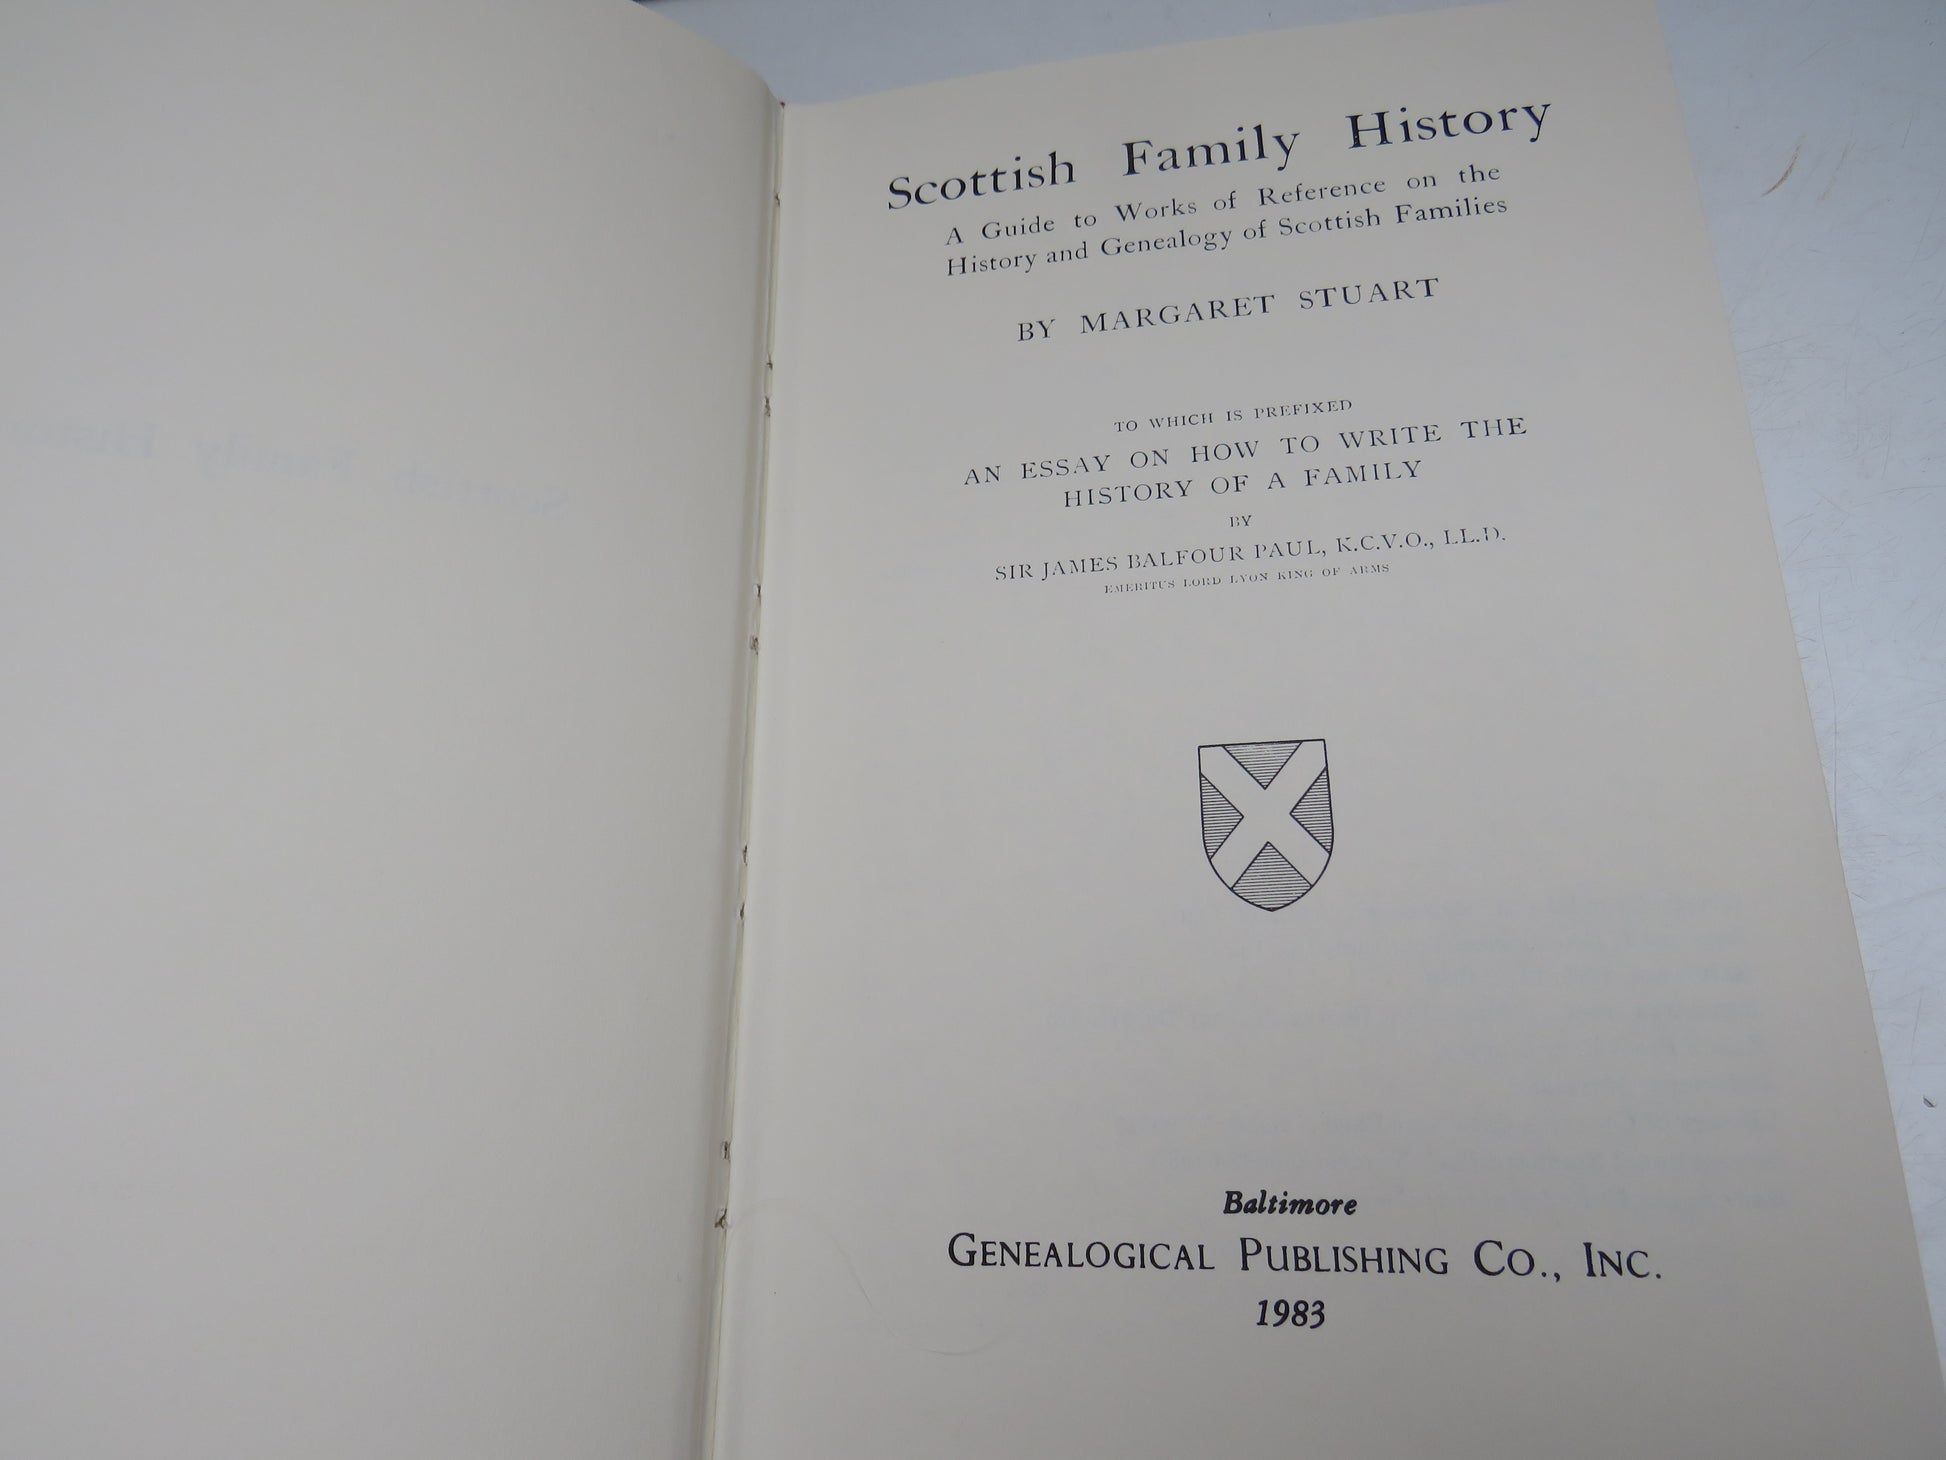 Scottish Family History
A Guide to Works of Reference on the
History and Genealogy of Scottish Families
BY MARGARET STUART
TO WHICH IS PREFIXED
AN ESSAY ON HOW TO WRITE THE
HISTORY OF A FAMILY
BY
SIR JAMES BALFOUR PAUL, K.C.V.O., LL.D.
EMERITUS LORD LYON KING OF ARMS
Baltimore
GENEALOGICAL PUBLISHING CO., INC.
1983